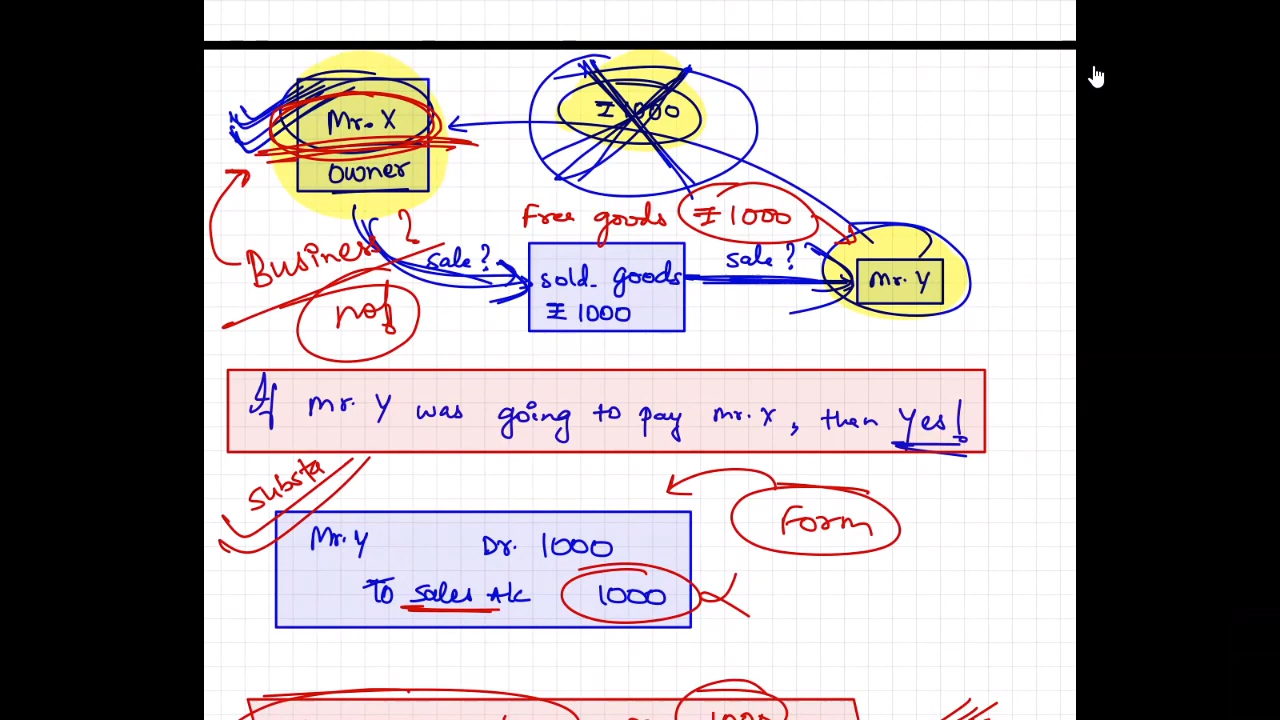 Mr. X
owner
₹ 1000
Free goods ₹ 1000
Business ?
not
sale ?
sold goods
₹ 1000
sale ?
Mr. Y
If Mr. Y was going to pay Mr. X, then Yes!
substa
Form
Mr. Y Dr. 1000
To sales A/c 1000
1000